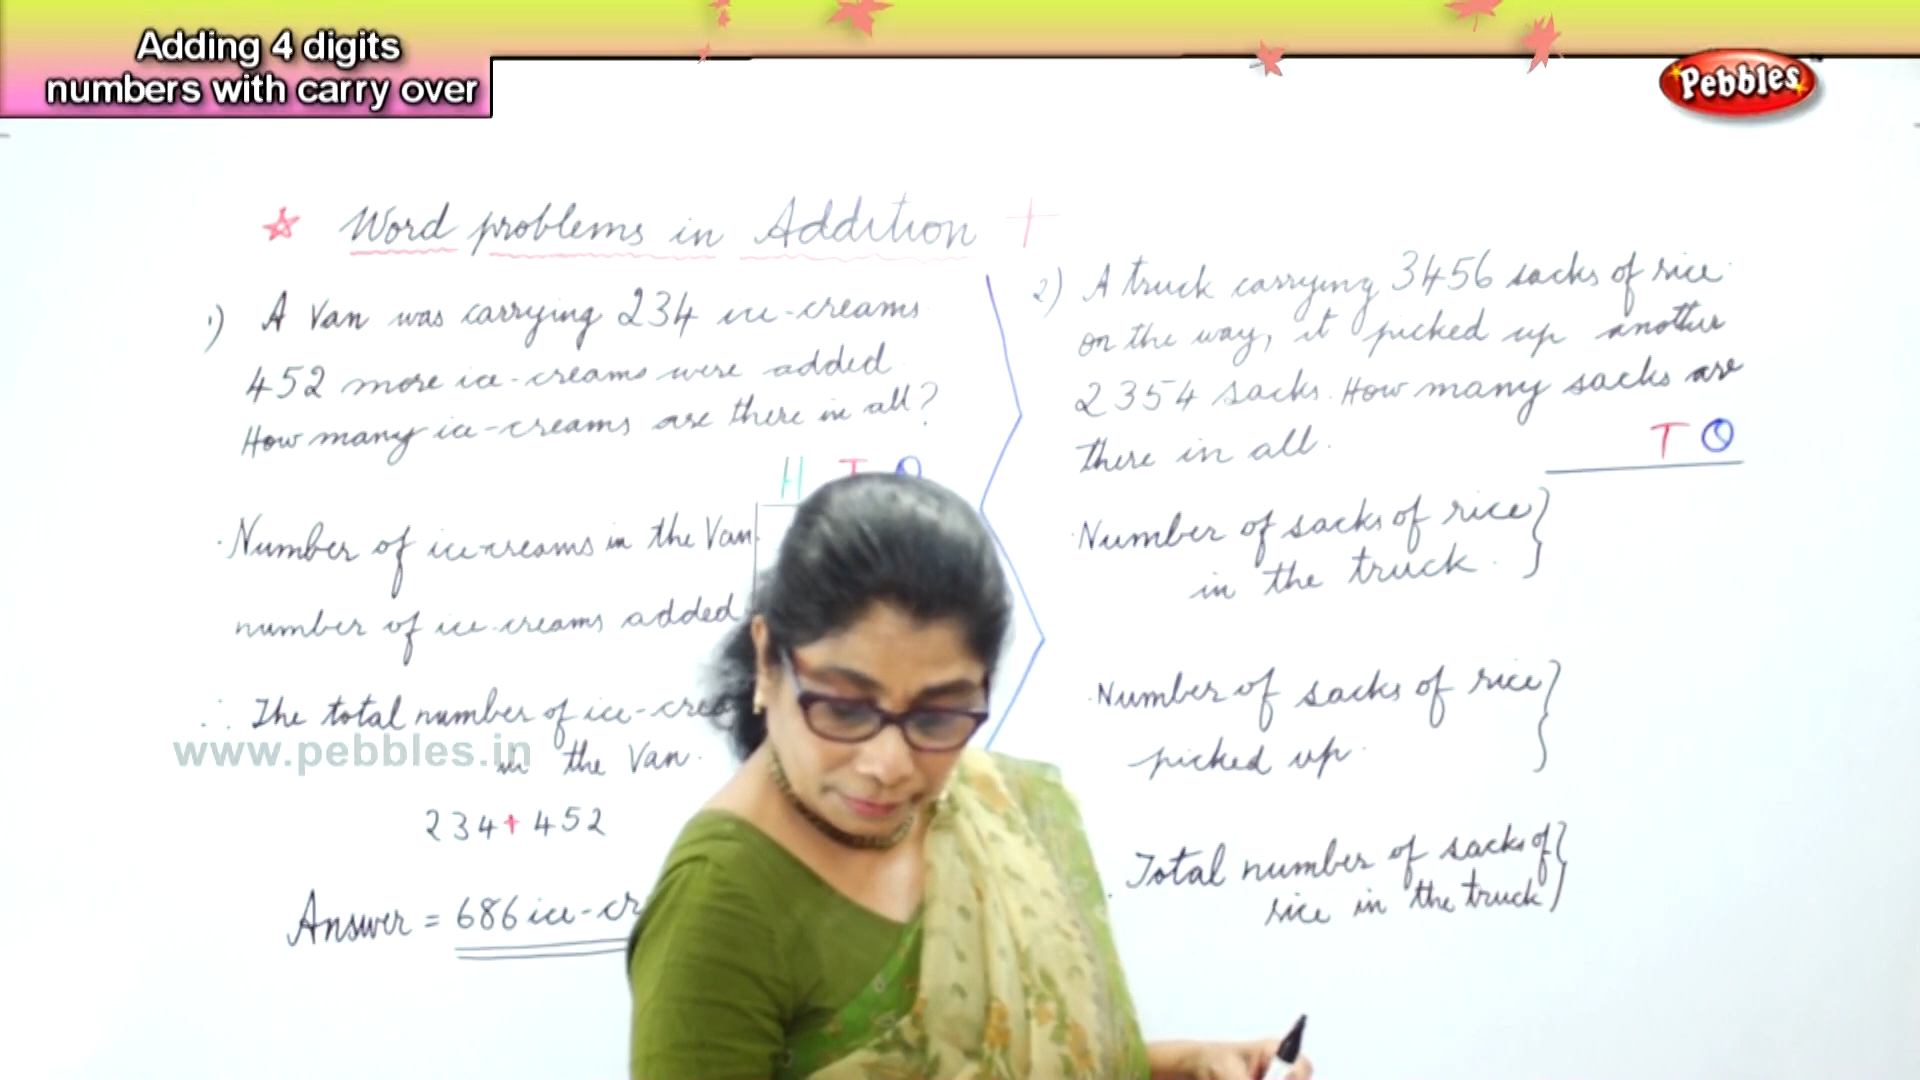 Adding 4 digits
numbers with carry over
Pebbles
Word problems in Addition +
1) A Van was carrying 234 ice-creams
452 more ice-creams were added
How many ice-creams are there in all?
H T O
Number of ice-creams in the Van
number of ice-creams added
∴ The total number of ice-crea
in the Van.
www.pebbles.in
234+452
Answer = 686 ice-cr
2) A truck carrying 3456 sacks of rice
on the way, it picked up another
2354 sacks. How many sacks are
there in all.
T O
Number of sacks of rice }
in the truck.
Number of sacks of rice }
picked up.
Total number of sacks of }
rice in the truck